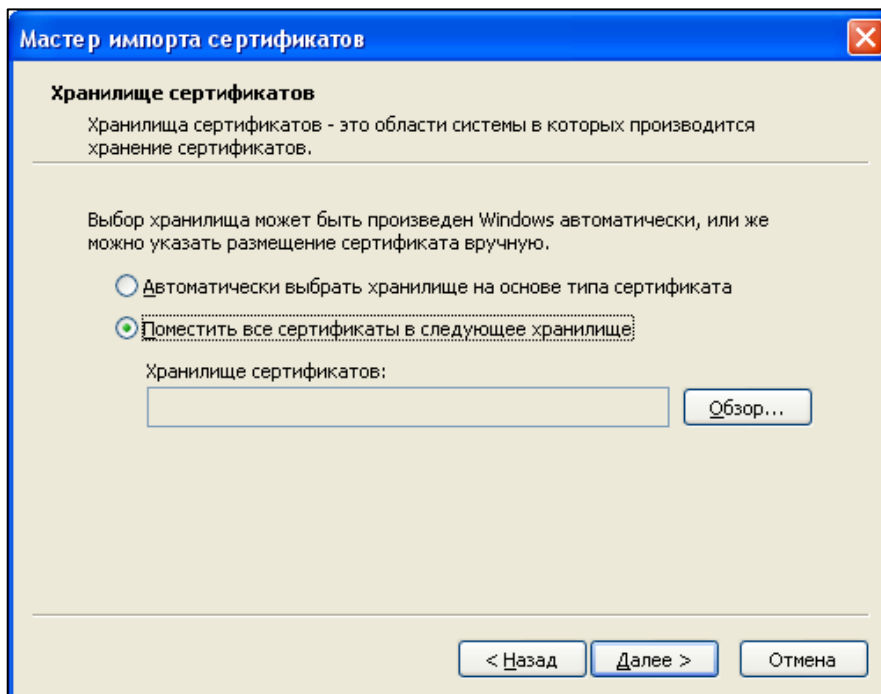 Мастер импорта сертификатов
Хранилище сертификатов
Хранилища сертификатов - это области системы в которых производится
хранение сертификатов.
Выбор хранилища может быть произведен Windows автоматически, или же
можно указать размещение сертификата вручную.
Автоматически выбрать хранилище на основе типа сертификата
Поместить все сертификаты в следующее хранилище
Хранилище сертификатов:
Обзор...
< Назад
Далее >
Отмена